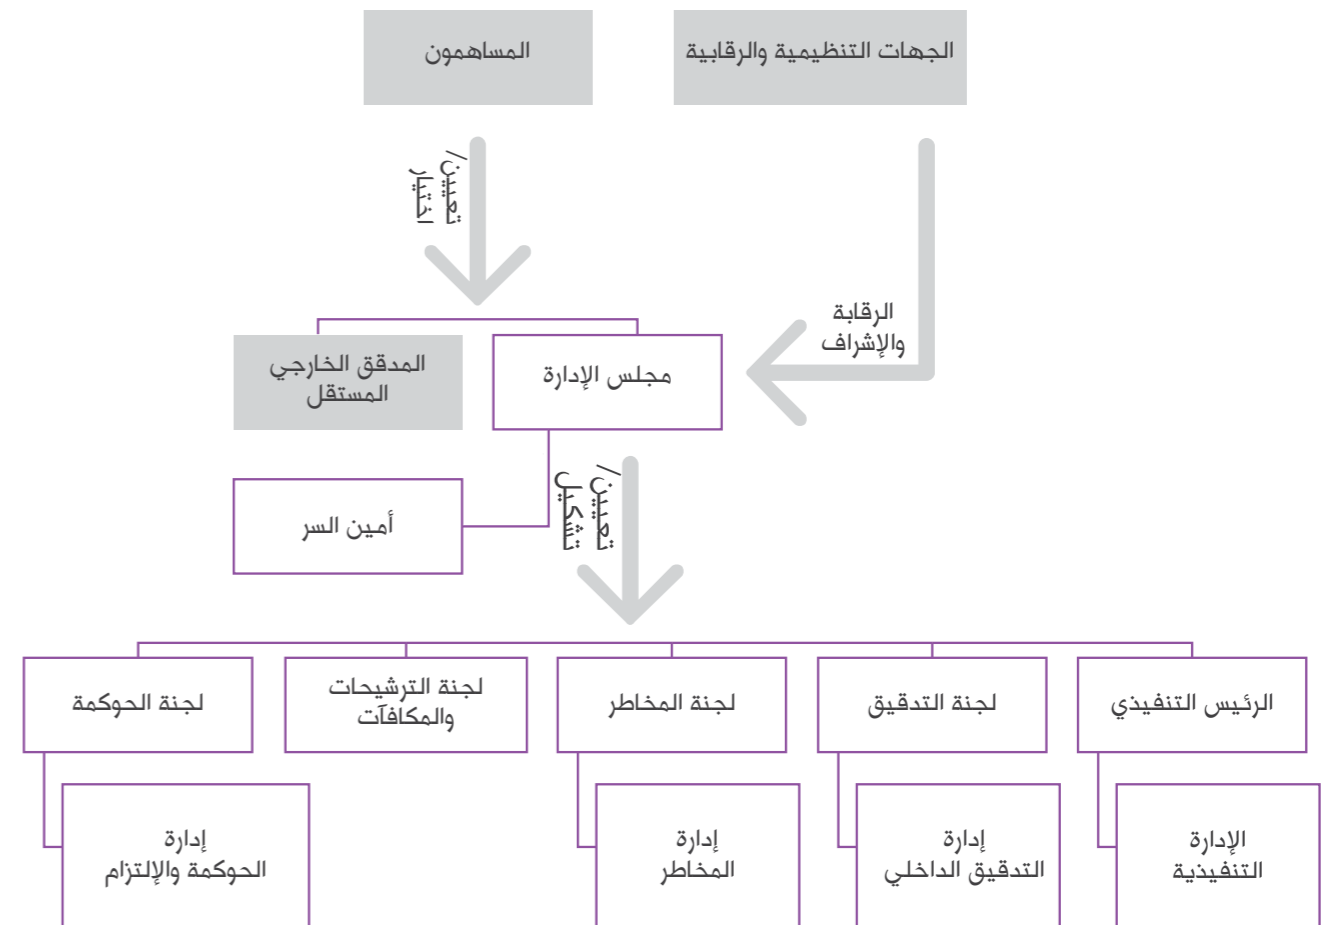 الجهات التنظيمية والرقابية
المساهمون
تعيين/
اختيار
الرقابة
والإشراف
مجلس الإدارة
المدقق الخارجي
المستقل
تعيين/
تشكيل
أمين السر
الرئيس التنفيذي
لجنة التدقيق
لجنة المخاطر
لجنة الترشيحات
والمكافآت
لجنة الحوكمة
الإدارة
التنفيذية
إدارة
التدقيق الداخلي
إدارة
المخاطر
إدارة
الحوكمة والإلتزام